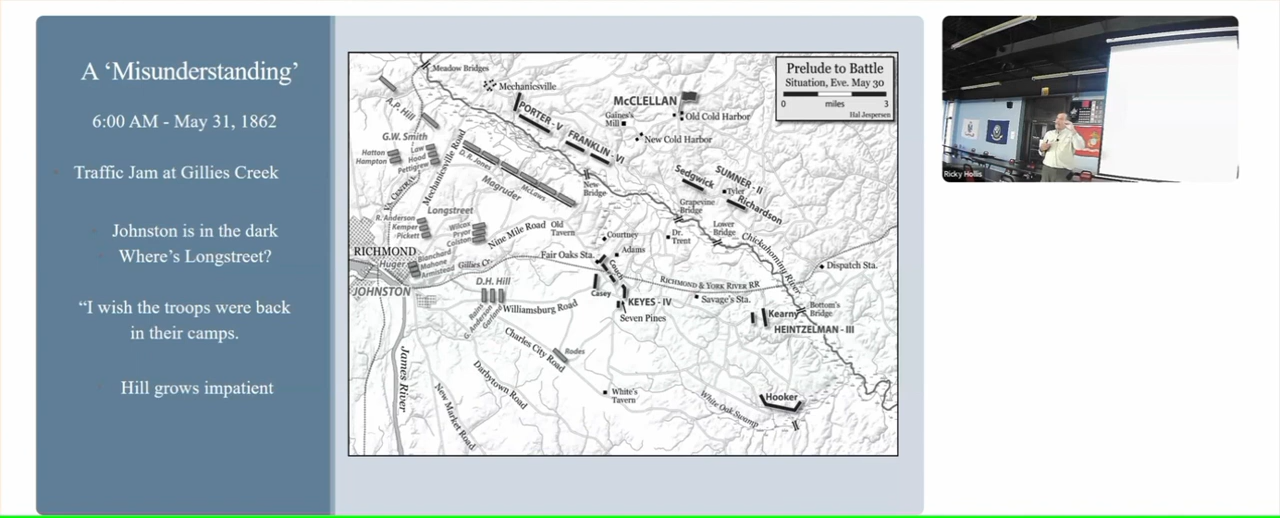 A ‘Misunderstanding’
6:00 AM - May 31, 1862
Traffic Jam at Gillies Creek
Johnston is in the dark
Where’s Longstreet?
“I wish the troops were back
in their camps.
Hill grows impatient
Prelude to Battle
Situation, Eve. May 30
0 miles 3
Hal Jespersen
Meadow Bridges
Mechanicsville
A.P. Hill
PORTER - V
McCLELLAN
Gaines's
Mill
Old Cold Harbor
New Cold Harbor
FRANKLIN - VI
G.W. Smith
Hatton
Hampton
Law
Hood
Pettigrew
Mechanicsville Road
VA. CENTRAL
D. R. Jones
Magruder
McLaws
New
Bridge
Sedgwick
SUMNER - II
Tyler
Richardson
Grapevine
Bridge
Lower
Bridge
Chickahominy River
R. Anderson
Kemper
Pickett
Longstreet
Wilcox
Pryor
Colston
Nine Mile Road
Old
Tavern
Courtney
Adams
Dr.
Trent
RICHMOND
Huger
Blanchard
Mahone
Armistead
Gillies Cr.
Fair Oaks Sta.
Couch
Dispatch Sta.
JOHNSTON
D.H. Hill
Rains
G. Anderson
Garland
Williamsburg Road
Casey
KEYES - IV
Seven Pines
RICHMOND & YORK RIVER RR
Savage's Sta.
Bottom's
Bridge
Kearny
HEINTZELMAN - III
Charles City Road
Rodes
James River
Darbytown Road
New Market Road
White's
Tavern
White Oak Swamp
Hooker
Ricky Hollis